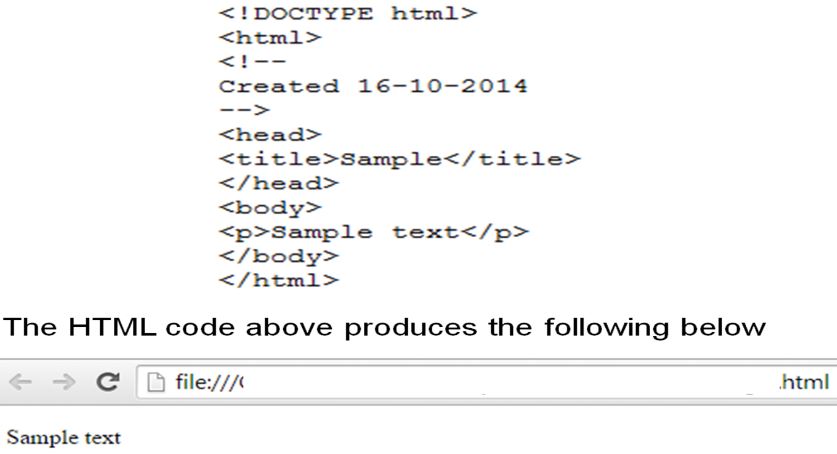 <!DOCTYPE html>
<html>
<!--
Created 16-10-2014
-->
<head>
<title>Sample</title>
</head>
<body>
<p>Sample text</p>
</body>
</html>
The HTML code above produces the following below
file:/// .html
Sample text